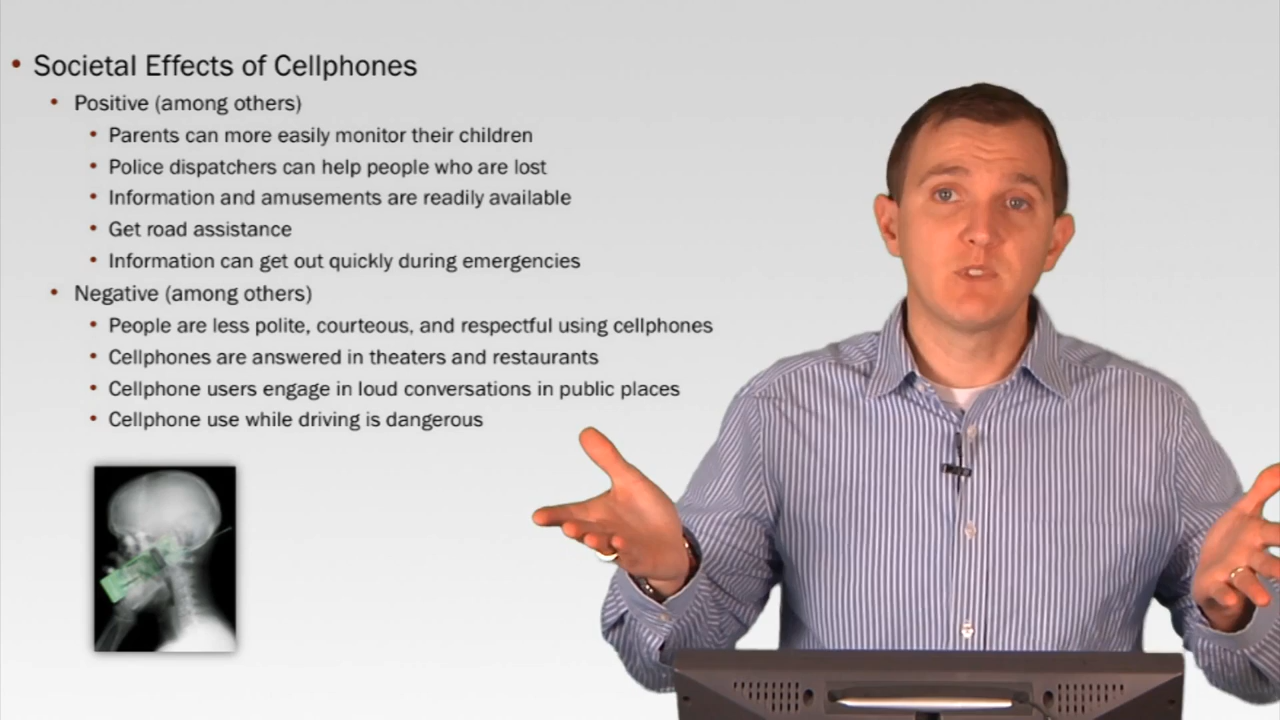 Societal Effects of Cellphones
Positive (among others)
Parents can more easily monitor their children
Police dispatchers can help people who are lost
Information and amusements are readily available
Get road assistance
Information can get out quickly during emergencies
Negative (among others)
People are less polite, courteous, and respectful using cellphones
Cellphones are answered in theaters and restaurants
Cellphone users engage in loud conversations in public places
Cellphone use while driving is dangerous